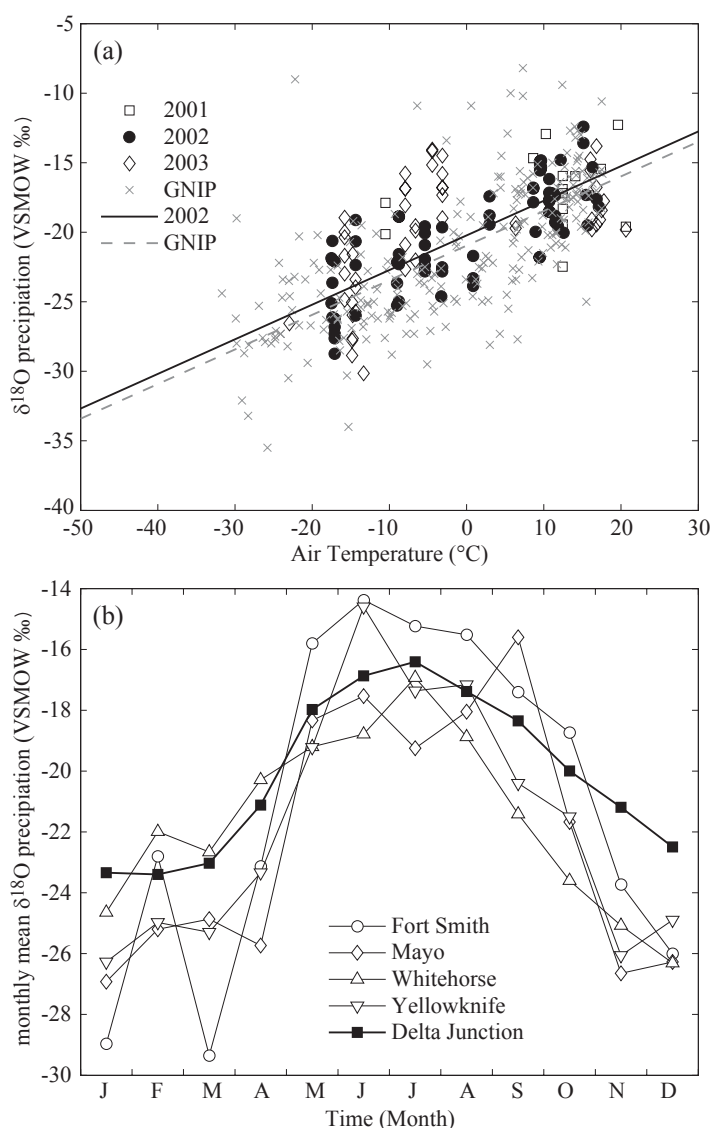 (a)
2001
2002
2003
GNIP
2002
GNIP
-5
-10
-15
-20
-25
-30
-35
-40
δ18O precipitation (VSMOW ‰)
-50 -40 -30 -20 -10 0 10 20 30
Air Temperature (°C)
(b)
-14
-16
-18
-20
-22
-24
-26
-28
-30
monthly mean δ18O precipitation (VSMOW ‰)
Fort Smith
Mayo
Whitehorse
Yellowknife
Delta Junction
J F M A M J J A S O N D
Time (Month)